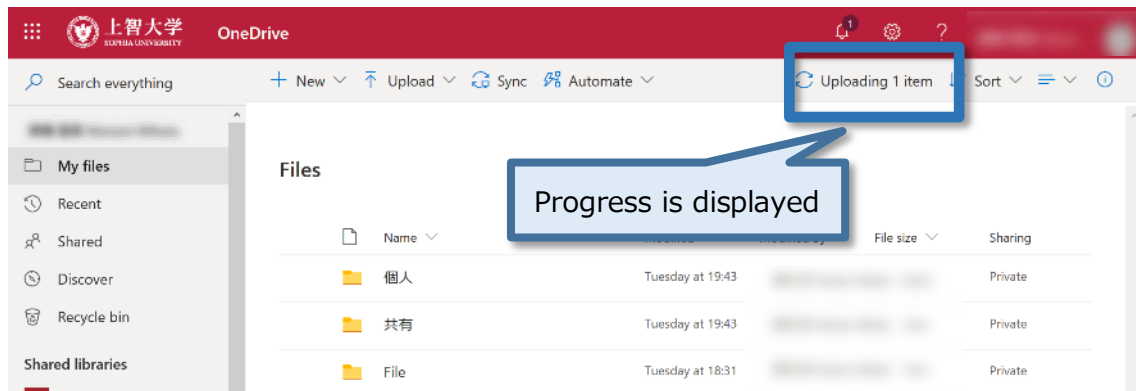 上智大学
SOPHIA UNIVERSITY
OneDrive
1
?
Search everything
New
Upload
Sync
Automate
Uploading 1 item
Sort
My files
Files
Progress is displayed
Recent
Shared
Name
File size
Sharing
Discover
個人
Tuesday at 19:43
Private
Recycle bin
共有
Tuesday at 19:43
Private
Shared libraries
File
Tuesday at 18:31
Private